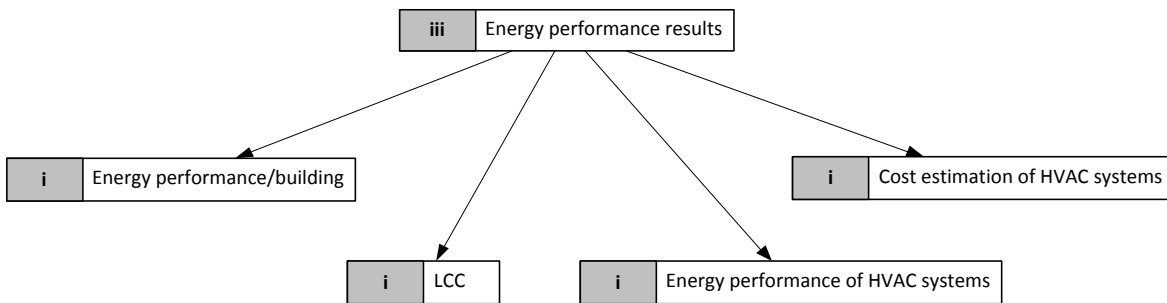 iii Energy performance results
i Energy performance/building
i Cost estimation of HVAC systems
i LCC
i Energy performance of HVAC systems